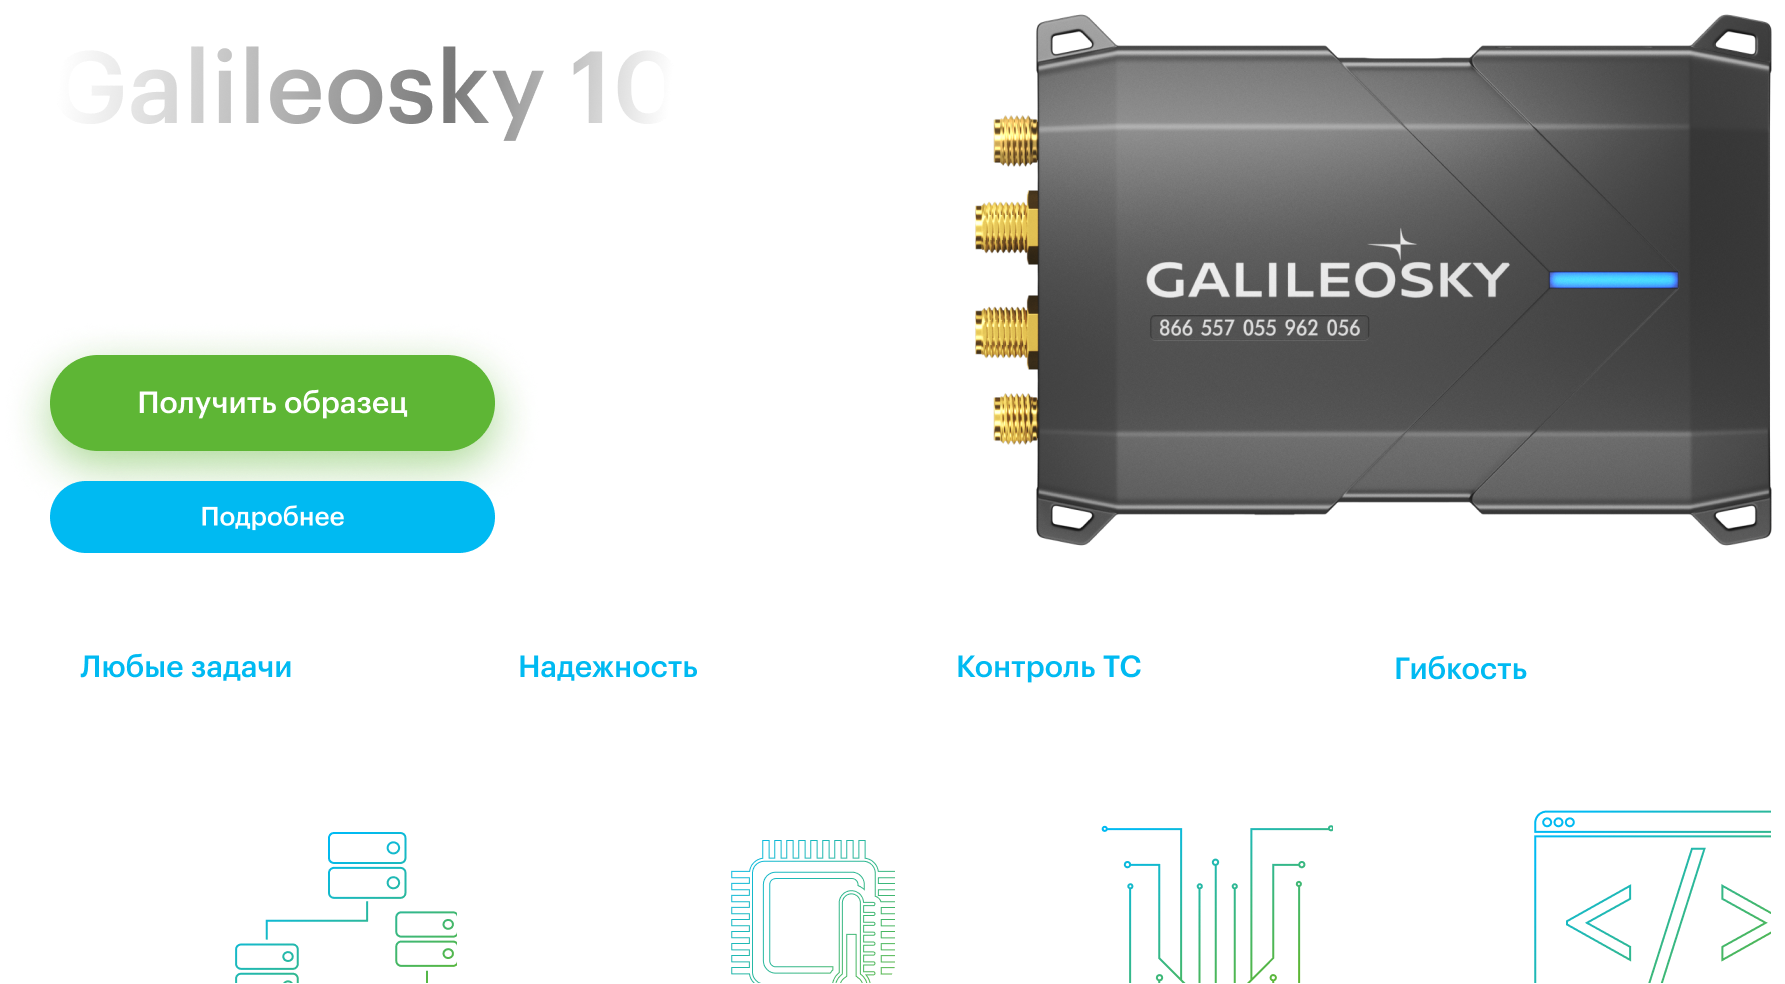 Galileosky 10
GALILEOSKY
866 557 055 962 056
Получить образец
Подробнее
Любые задачи
Надежность
Контроль ТС
Гибкость